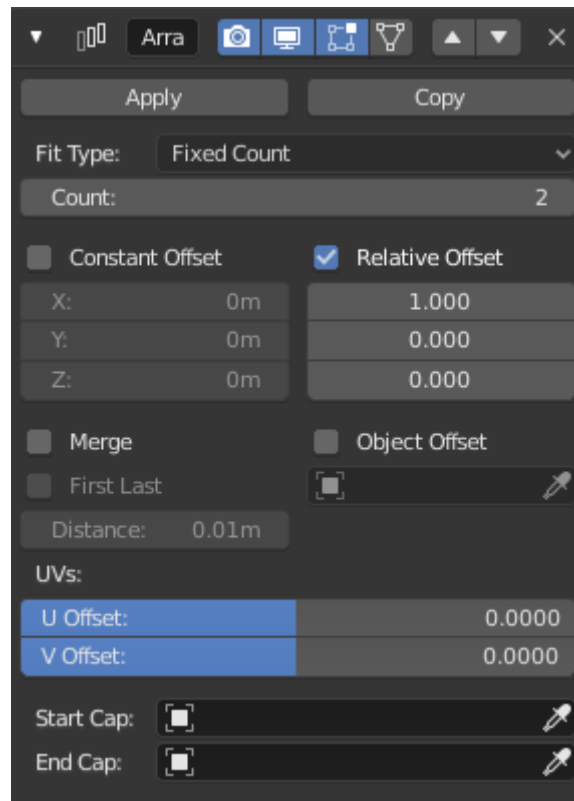 Arra
Apply Copy
Fit Type: Fixed Count
Count: 2
Constant Offset Relative Offset
X: 0m 1.000
Y: 0m 0.000
Z: 0m 0.000
Merge Object Offset
First Last
Distance: 0.01m
UVs:
U Offset: 0.0000
V Offset: 0.0000
Start Cap:
End Cap: